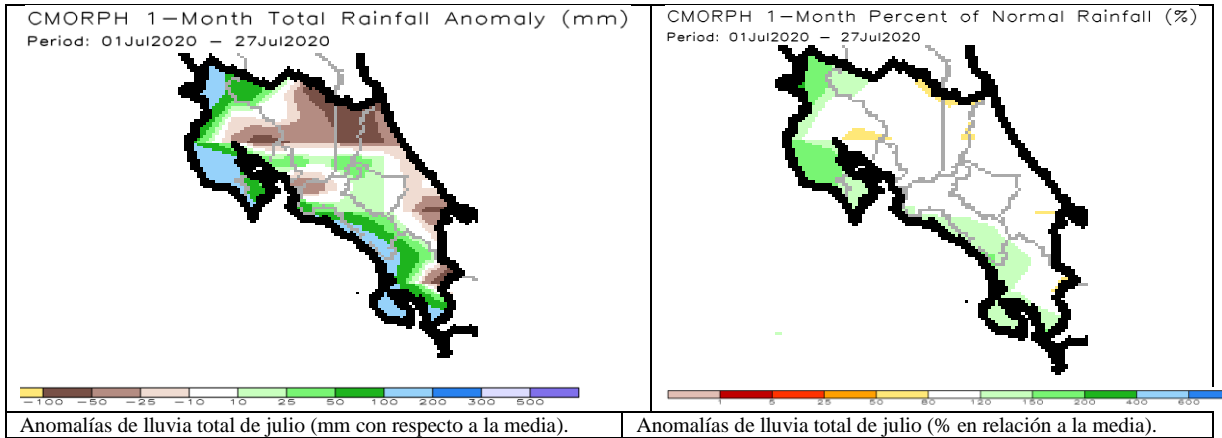 CMORPH 1-Month Total Rainfall Anomaly (mm)
Period: 01Jul2020 - 27Jul2020
-100 -50 -25 -10 10 25 50 100 200 300 500
Anomalías de lluvia total de julio (mm con respecto a la media).
CMORPH 1-Month Percent of Normal Rainfall (%)
Period: 01Jul2020 - 27Jul2020
1 5 25 50 80 120 150 200 400 600
Anomalías de lluvia total de julio (% en relación a la media).